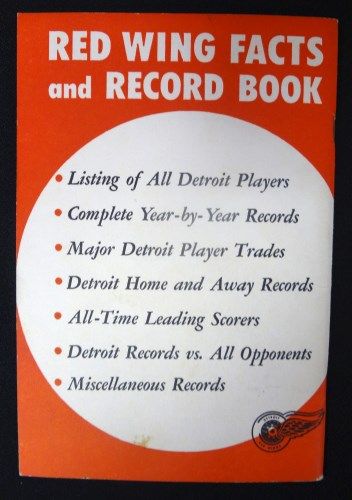 RED WING FACTS
and RECORD BOOK
• Listing of All Detroit Players
• Complete Year-by-Year Records
• Major Detroit Player Trades
• Detroit Home and Away Records
• All-Time Leading Scorers
• Detroit Records vs. All Opponents
• Miscellaneous Records